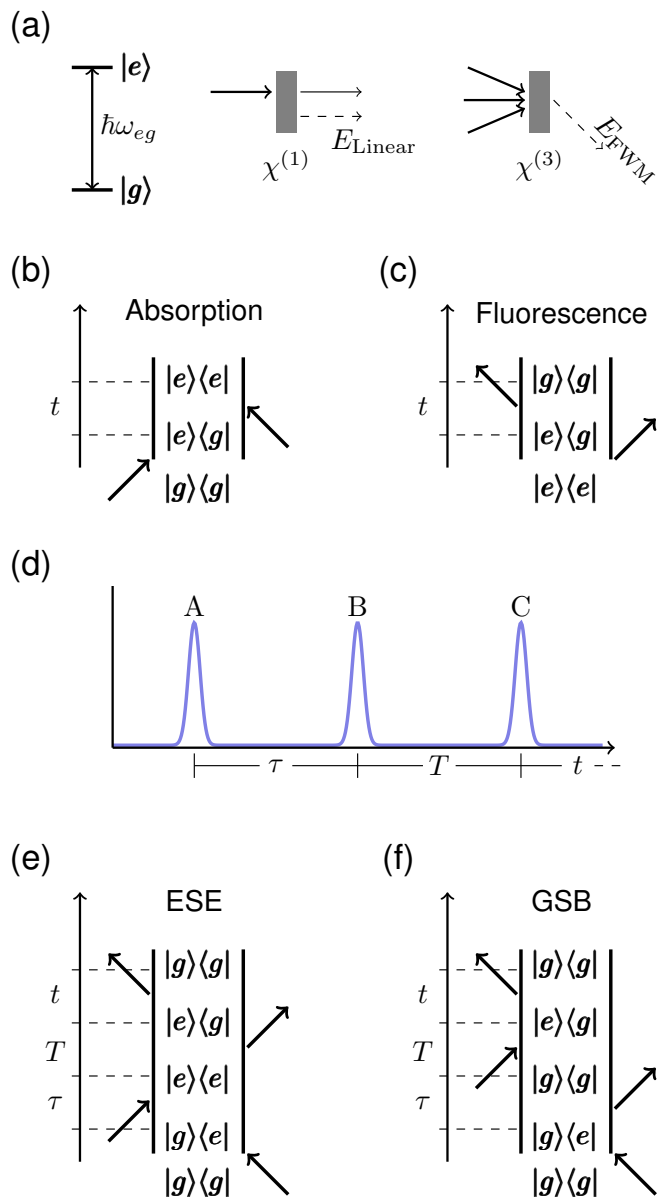 (a)
|e⟩
ħω_eg
|g⟩
χ^(1)
E_Linear
χ^(3)
E_FWM
(b)
Absorption
|e⟩⟨e|
t
|e⟩⟨g|
|g⟩⟨g|
(c)
Fluorescence
|g⟩⟨g|
t
|e⟩⟨g|
|e⟩⟨e|
(d)
A B C
τ T t
(e)
ESE
|g⟩⟨g|
t
|e⟩⟨g|
T
|e⟩⟨e|
τ
|g⟩⟨e|
|g⟩⟨g|
(f)
GSB
|g⟩⟨g|
t
|e⟩⟨g|
T
|g⟩⟨g|
τ
|g⟩⟨e|
|g⟩⟨g|